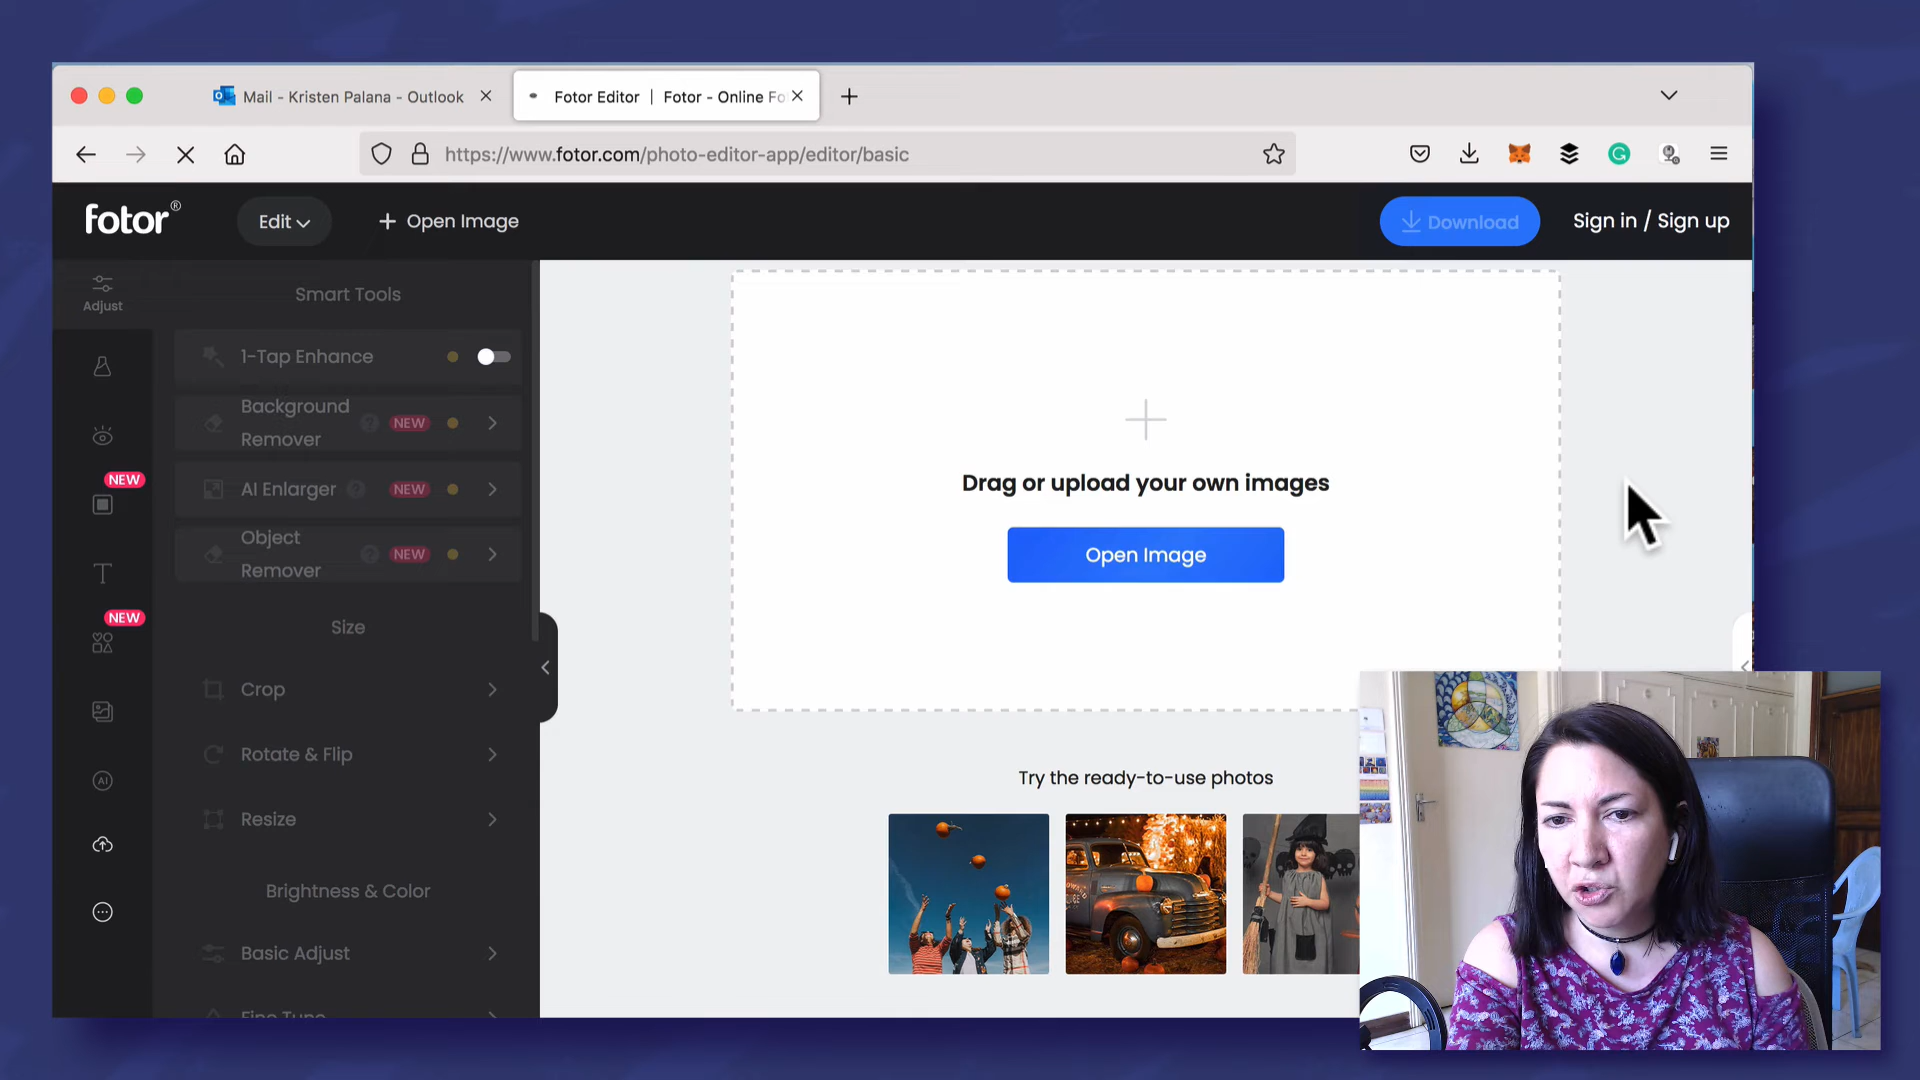 Mail - Kristen Palana - Outlook
Fotor Editor | Fotor - Online Fo
https://www.fotor.com/photo-editor-app/editor/basic
fotor®
Edit
Open Image
Download
Sign in / Sign up
Adjust
Smart Tools
1-Tap Enhance
Background
Remover
NEW
AI Enlarger
NEW
Object
Remover
NEW
NEW
NEW
T
AI
Size
Crop
Rotate & Flip
Resize
Brightness & Color
Basic Adjust
Fine Tune
Drag or upload your own images
Open Image
Try the ready-to-use photos